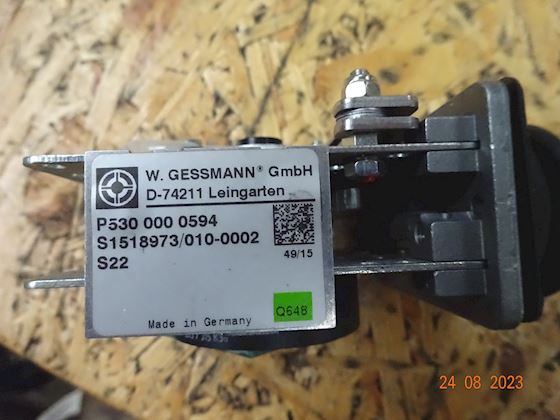 W. GESSMANN® GmbH
D-74211 Leingarten
P530 000 0594
S1518973/010-0002
S22
49/15
Q648
Made in Germany
24 08 2023